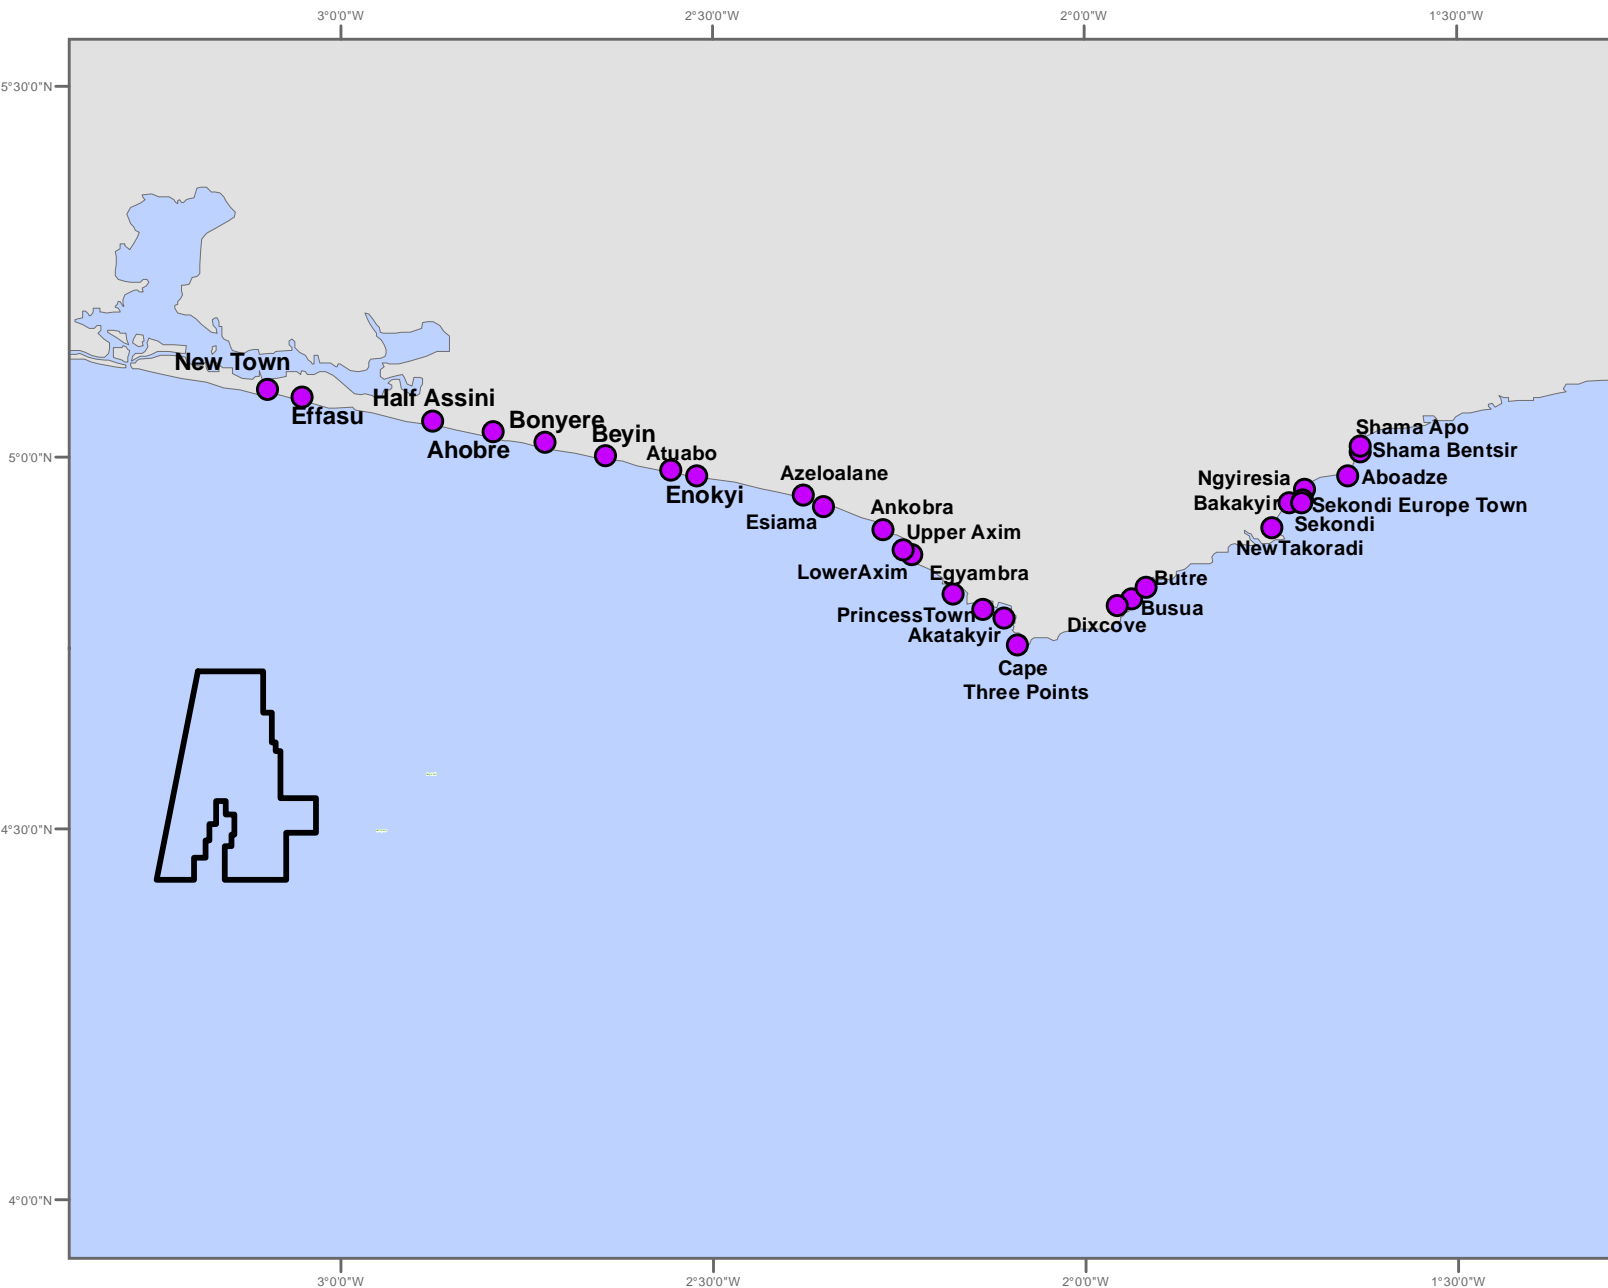 3°0'0"W
2°30'0"W
2°0'0"W
1°30'0"W
5°30'0"N
New Town
Effasu
Half Assini
Ahobre
Bonyere
Beyin
Atuabo
Enokyi
Azeloalane
Esiama
Ankobra
Upper Axim
LowerAxim
Egyambra
PrincessTown
Akatakyir
Cape
Three Points
Dixcove
Busua
Butre
NewTakoradi
Sekondi
Sekondi Europe Town
Bakakyir
Ngyiresia
Aboadze
Shama Bentsir
Shama Apo
5°0'0"N
4°30'0"N
4°0'0"N
3°0'0"W
2°30'0"W
2°0'0"W
1°30'0"W